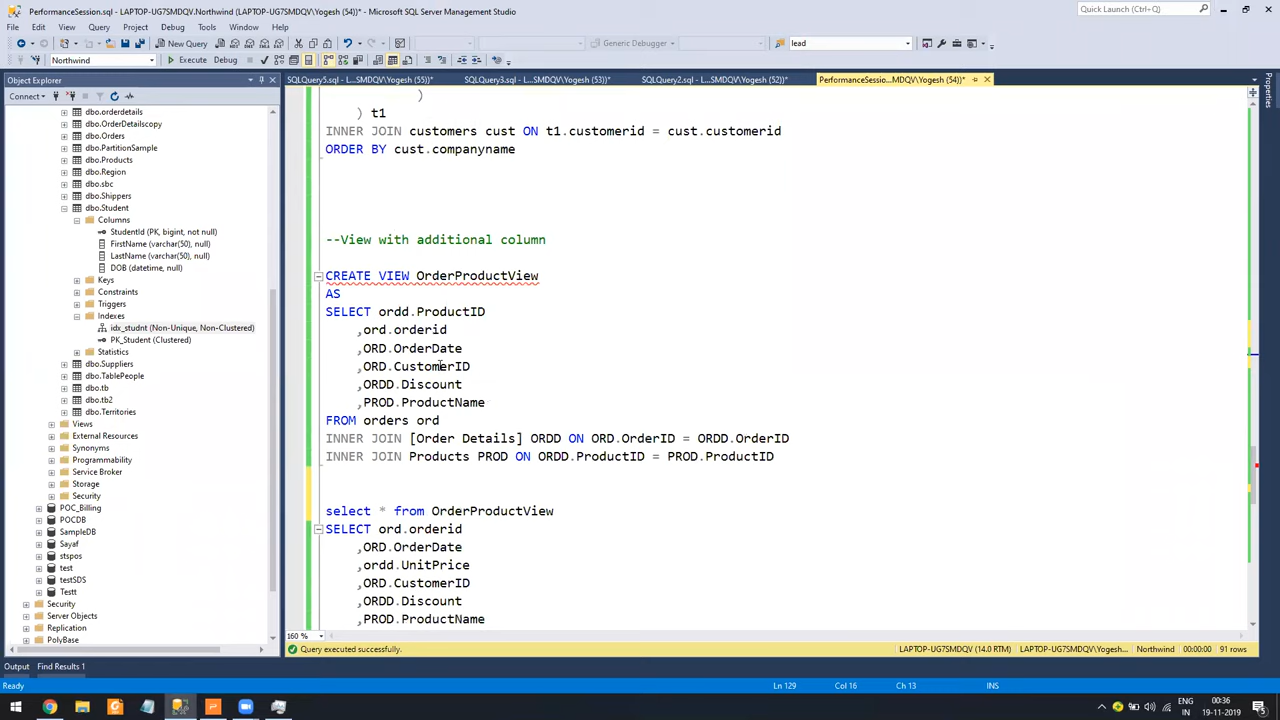 PerformanceSession.sql - LAPTOP-UG7SMDQV.Northwind (LAPTOP-UG7SMDQV\Yogesh (54))* - Microsoft SQL Server Management Studio
Quick Launch (Ctrl+Q)
File Edit View Query Project Debug Tools Window Help
New Query Generic Debugger lead
Northwind Execute Debug
Object Explorer
SQLQuery5.sql - L...SMDQV\Yogesh (55))* SQLQuery3.sql - L...SMDQV\Yogesh (53))* SQLQuery2.sql - L...SMDQV\Yogesh (52))* PerformanceSessio...MDQV\Yogesh (54))*
Properties
Connect
dbo.orderdetails
dbo.OrderDetailscopy
dbo.Orders
dbo.PartitionSample
dbo.Products
dbo.Region
dbo.sbc
dbo.Shippers
dbo.Student
Columns
StudentId (PK, bigint, not null)
FirstName (varchar(50), null)
LastName (varchar(50), null)
DOB (datetime, null)
Keys
Constraints
Triggers
Indexes
idx_studnt (Non-Unique, Non-Clustered)
PK_Student (Clustered)
Statistics
dbo.Suppliers
dbo.TablePeople
dbo.tb
dbo.tb2
dbo.Territories
Views
External Resources
Synonyms
Programmability
Service Broker
Storage
Security
POC_Billing
POCDB
SampleDB
Sayaf
stspos
test
testSDS
Testt
Security
Server Objects
Replication
PolyBase
)
) t1
INNER JOIN customers cust ON t1.customerid = cust.customerid
ORDER BY cust.companyname
--View with additional column
CREATE VIEW OrderProductView
AS
SELECT ordd.ProductID
,ord.orderid
,ORD.OrderDate
,ORD.CustomerID
,ORDD.Discount
,PROD.ProductName
FROM orders ord
INNER JOIN [Order Details] ORDD ON ORD.OrderID = ORDD.OrderID
INNER JOIN Products PROD ON ORDD.ProductID = PROD.ProductID
select * from OrderProductView
SELECT ord.orderid
,ORD.OrderDate
,ordd.UnitPrice
,ORD.CustomerID
,ORDD.Discount
,PROD.ProductName
160 %
Query executed successfully. LAPTOP-UG7SMDQV (14.0 RTM) LAPTOP-UG7SMDQV\Yogesh... Northwind 00:00:00 91 rows
Output Find Results 1
Ready Ln 129 Col 16 Ch 13 INS
ENG 00:36
IN 19-11-2019